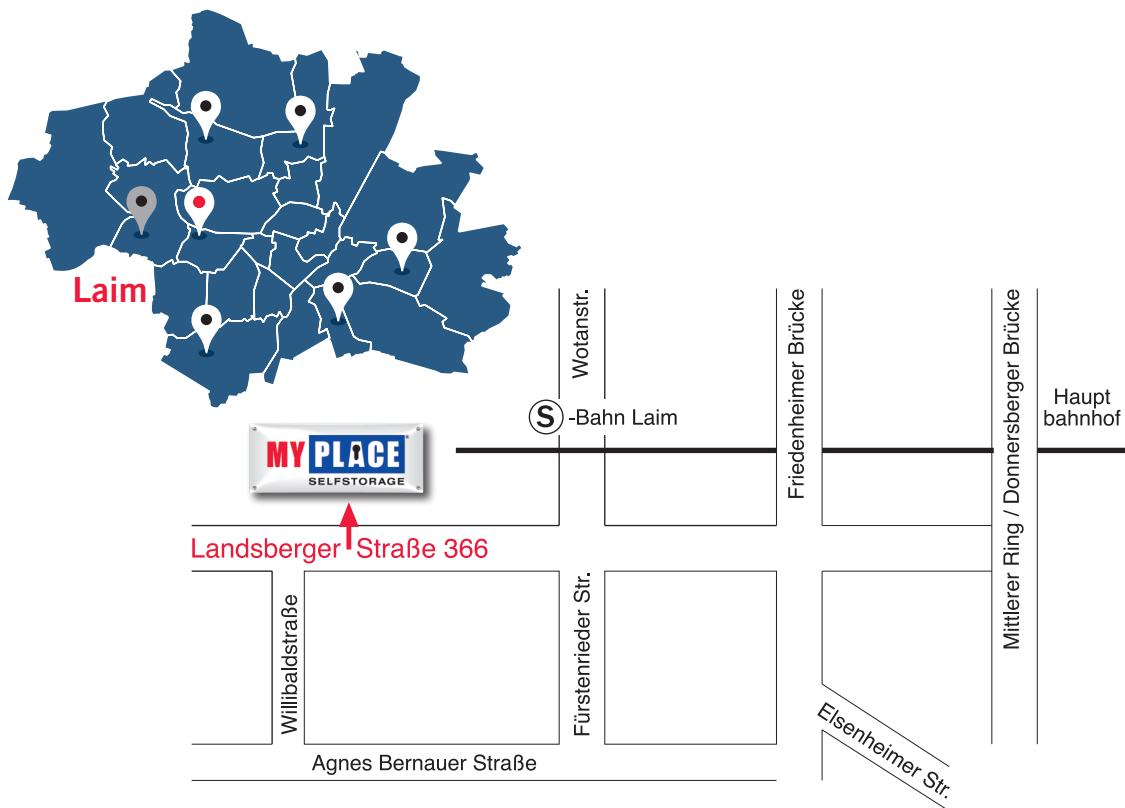 Laim
Wotanstr.
Friedenheimer Brücke
Mittlerer Ring / Donnersberger Brücke
Haupt
bahnhof
S-Bahn Laim
MY PLACE
SELFSTORAGE
Landsberger Straße 366
Willibaldstraße
Fürstenrieder Str.
Elsenheimer Str.
Agnes Bernauer Straße